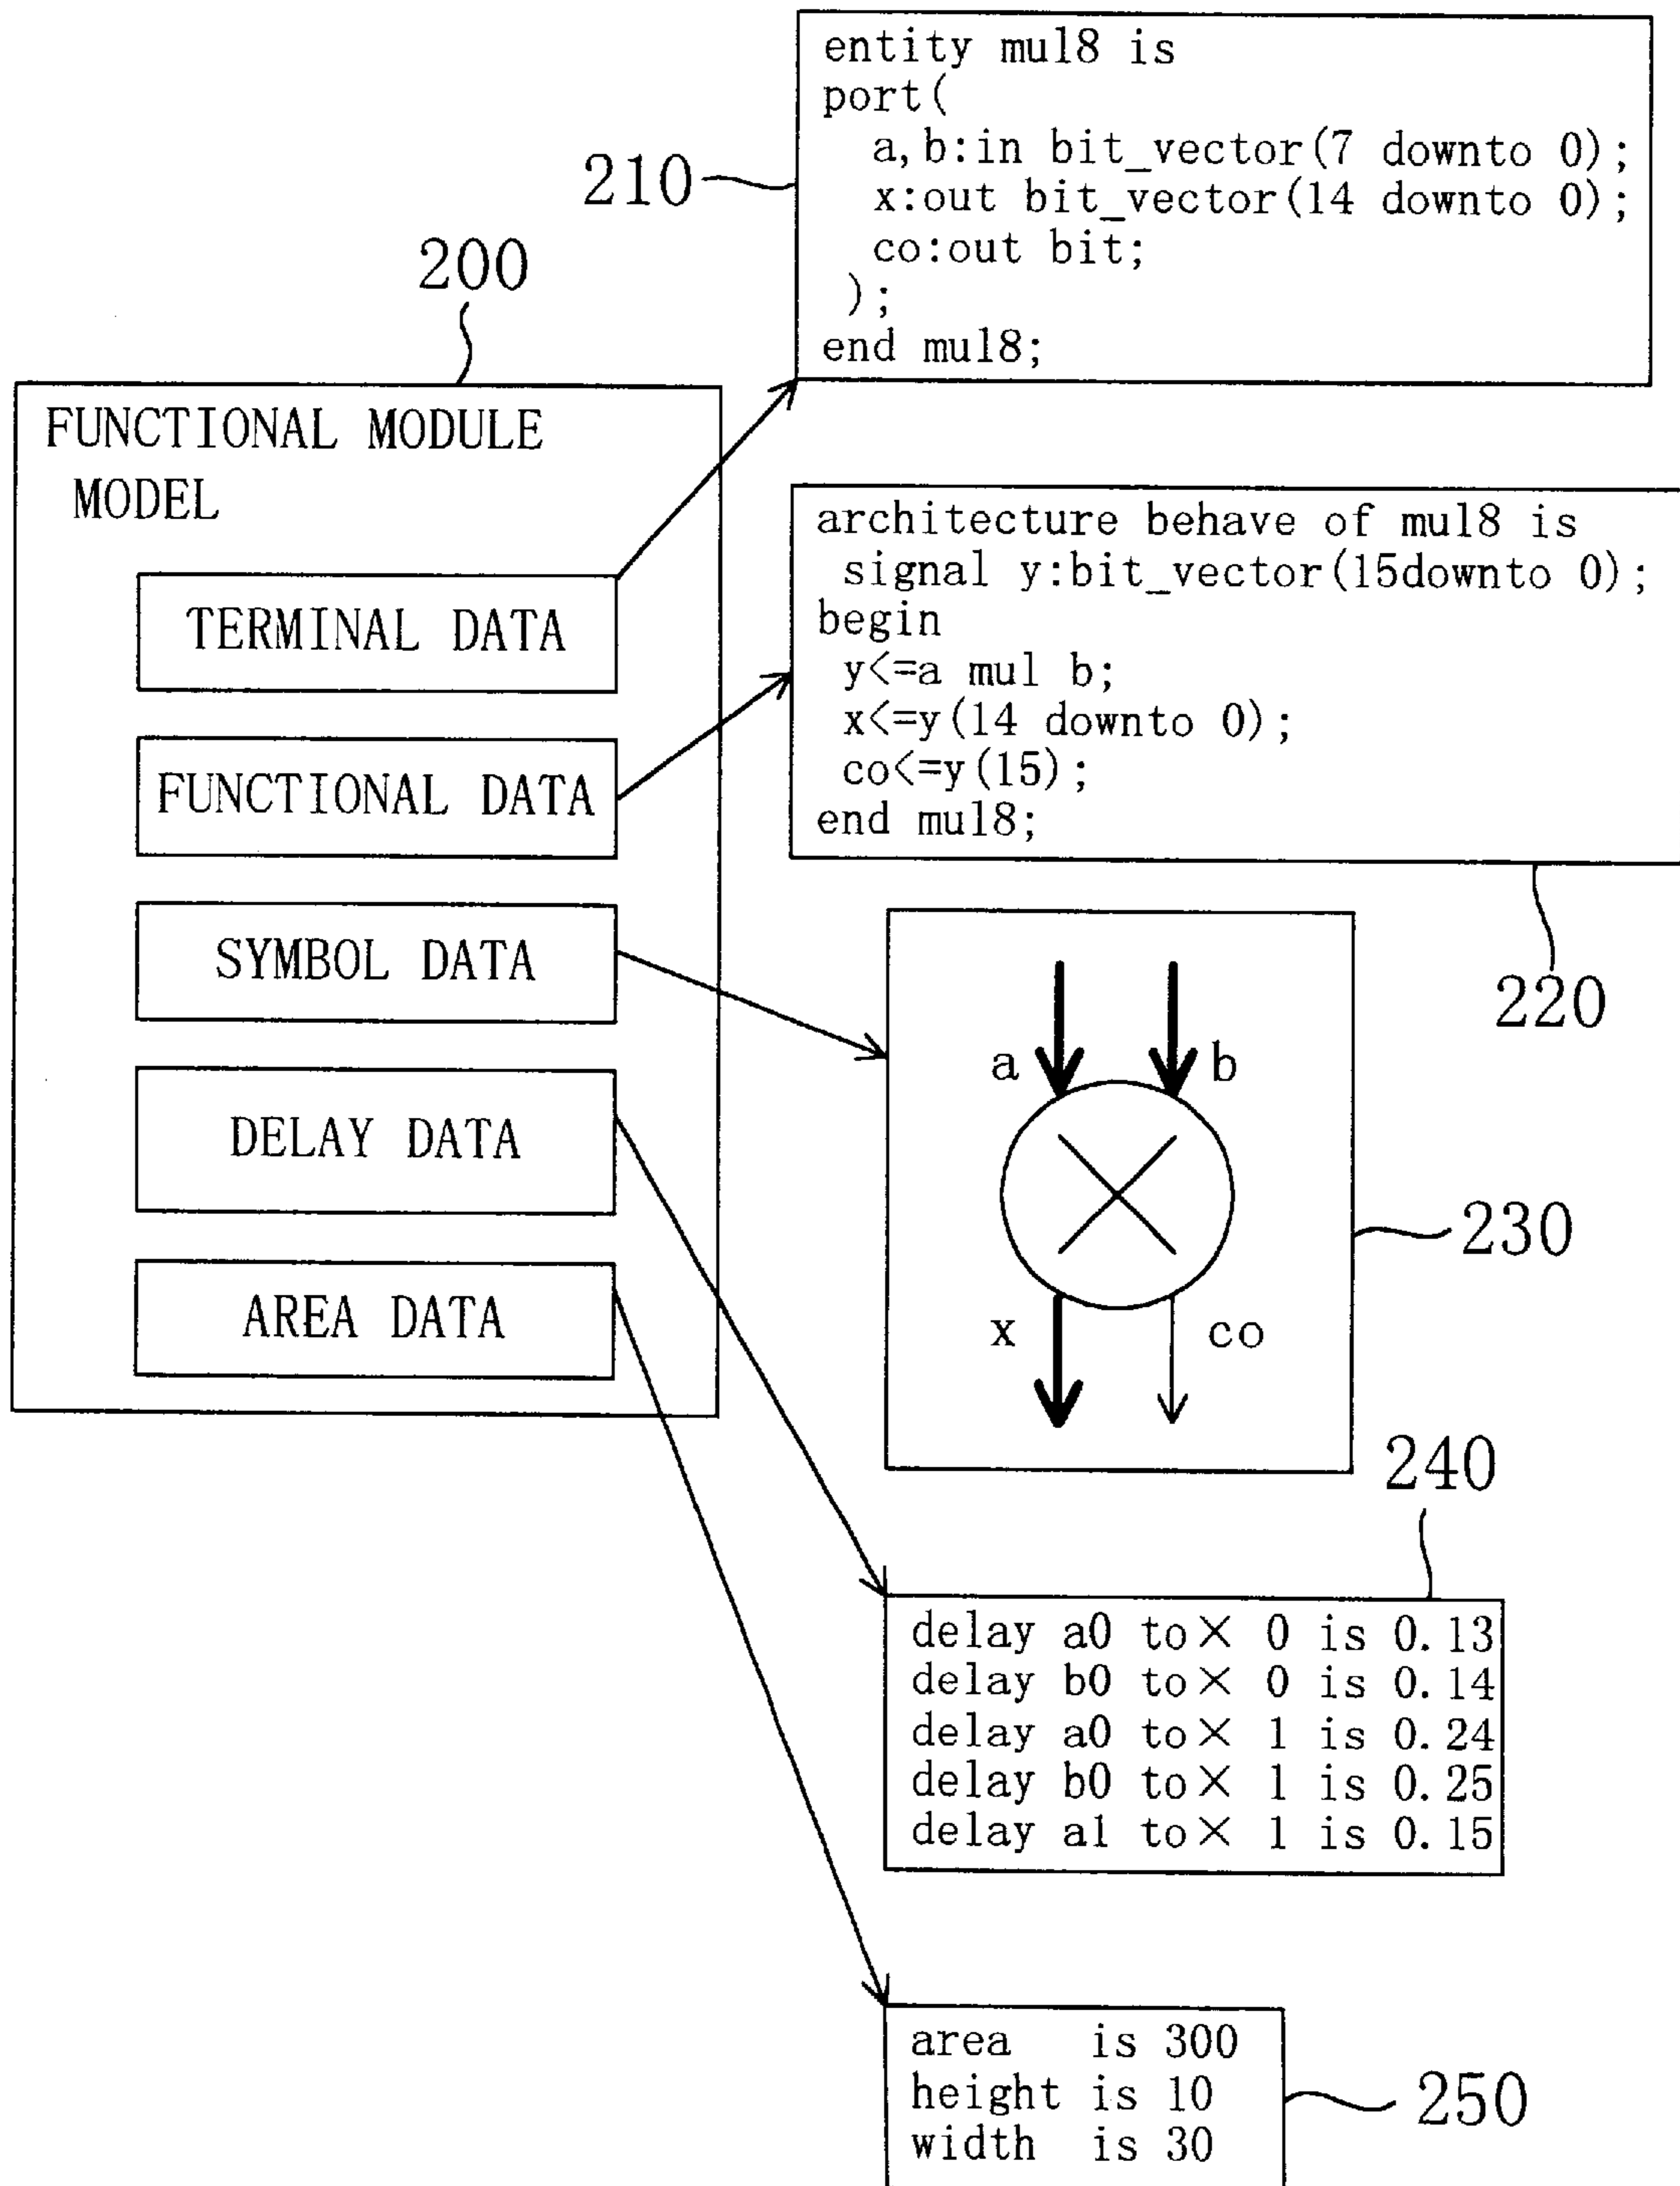 entity mul8 is
port(
a,b:in bit_vector(7 downto 0);
x:out bit_vector(14 downto 0);
co:out bit;
);
end mul8;
210
200
FUNCTIONAL MODULE
MODEL
TERMINAL DATA
FUNCTIONAL DATA
SYMBOL DATA
DELAY DATA
AREA DATA
architecture behave of mul8 is
signal y:bit_vector(15downto 0);
begin
y<=a mul b;
x<=y(14 downto 0);
co<=y(15);
end mul8;
220
a
b
x
co
230
240
delay a0 to× 0 is 0.13
delay b0 to× 0 is 0.14
delay a0 to× 1 is 0.24
delay b0 to× 1 is 0.25
delay a1 to× 1 is 0.15
area is 300
height is 10
width is 30
250